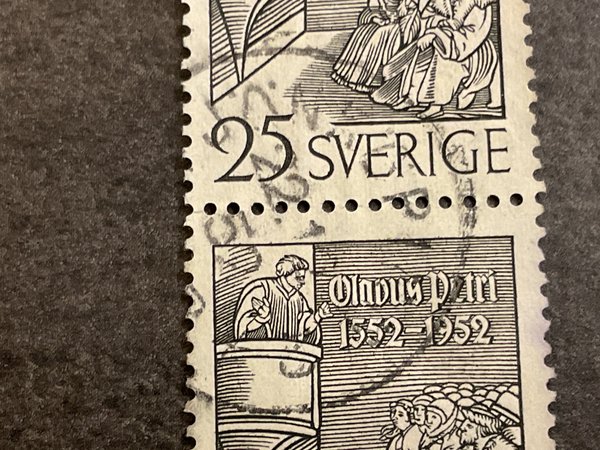 25 SVERIGE
Olavus Petri
1552-1952